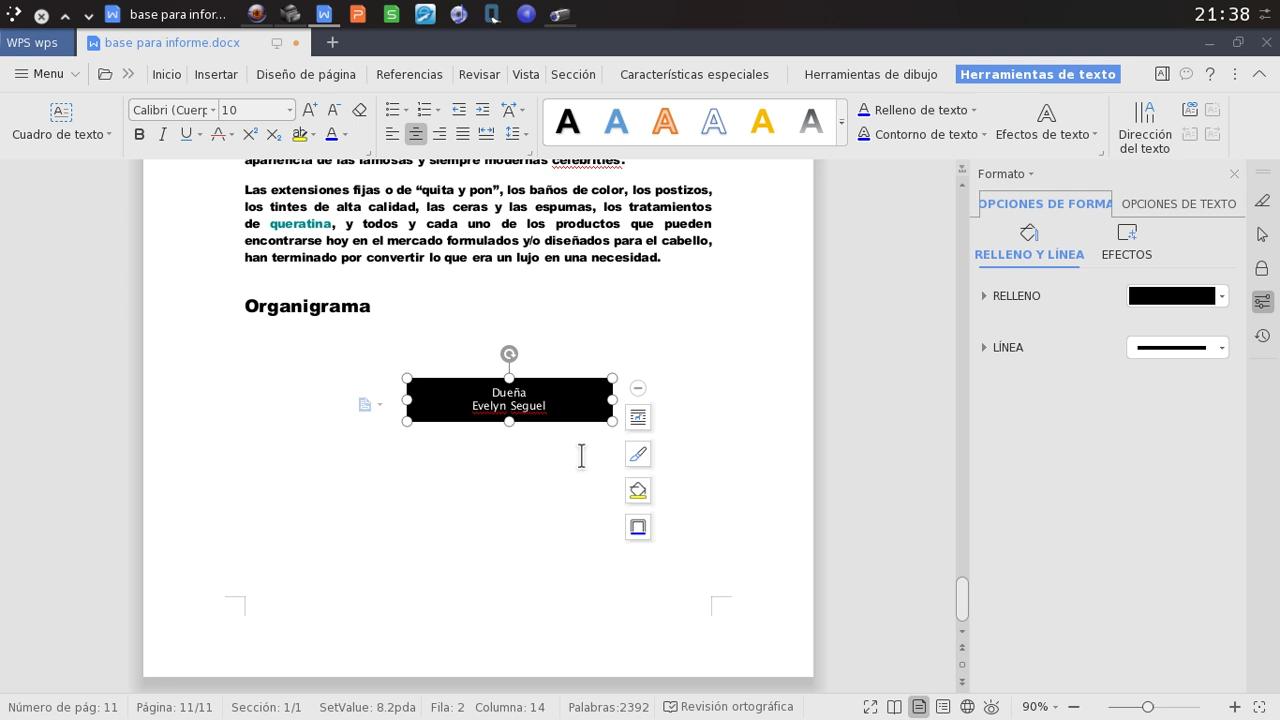 base para infor...
21:38
WPS wps
base para informe.docx
Menu
Inicio
Insertar
Diseño de página
Referencias
Revisar
Vista
Sección
Características especiales
Herramientas de dibujo
Herramientas de texto
Cuadro de texto
Calibri (Cuerp
10
Relleno de texto
Contorno de texto
Efectos de texto
Dirección
del texto
apariencia de las famosas y siempre modernas celebrities.
Las extensiones fijas o de “quita y pon”, los baños de color, los postizos,
los tintes de alta calidad, las ceras y las espumas, los tratamientos
de queratina, y todos y cada uno de los productos que pueden
encontrarse hoy en el mercado formulados y/o diseñados para el cabello,
han terminado por convertir lo que era un lujo en una necesidad.
Organigrama
Dueña
Evelyn Seguel
Formato
OPCIONES DE FORMA
OPCIONES DE TEXTO
RELLENO Y LÍNEA
EFECTOS
RELLENO
LÍNEA
Número de pág: 11
Página: 11/11
Sección: 1/1
SetValue: 8.2pda
Fila: 2
Columna: 14
Palabras:2392
Revisión ortográfica
90%